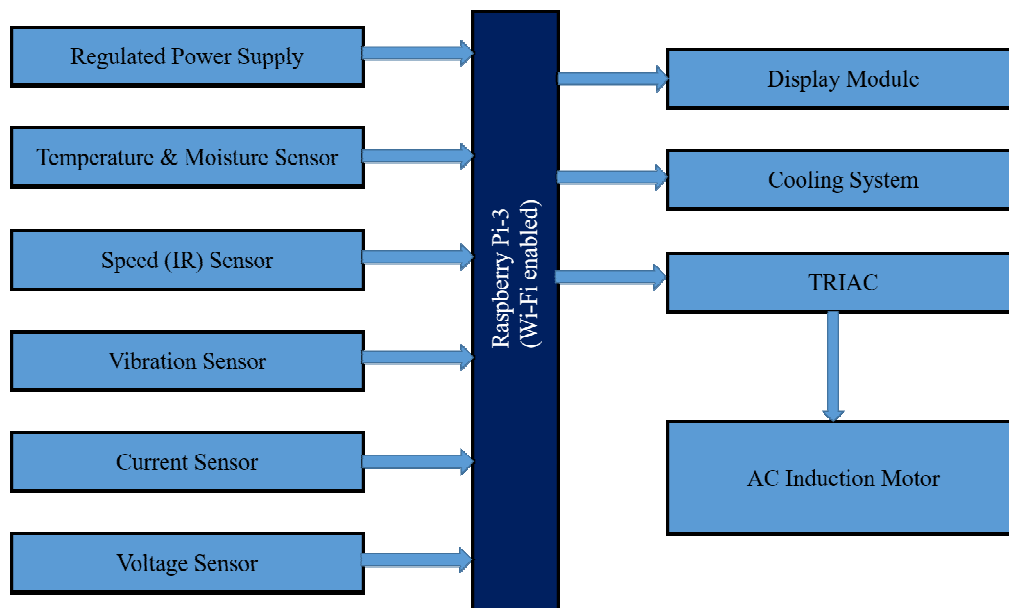 Regulated Power Supply
Temperature & Moisture Sensor
Speed (IR) Sensor
Vibration Sensor
Current Sensor
Voltage Sensor
Raspberry Pi-3
(Wi-Fi enabled)
Display Module
Cooling System
TRIAC
AC Induction Motor